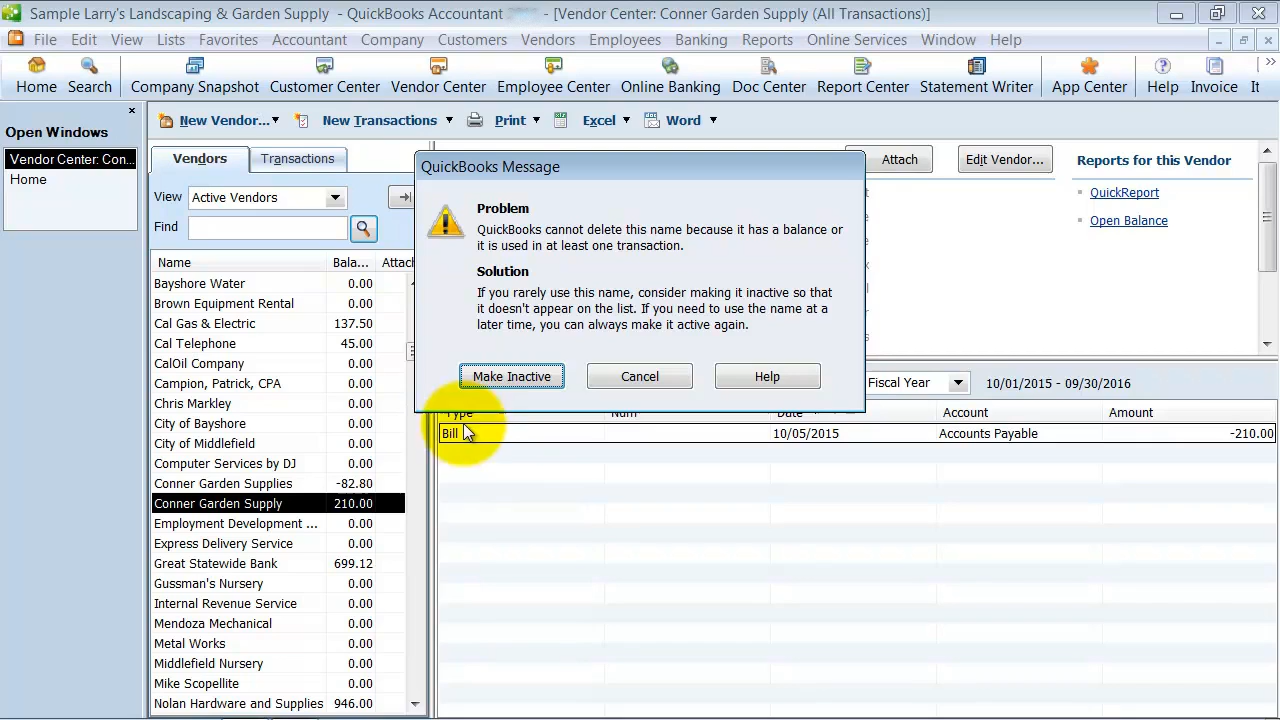 Sample Larry's Landscaping & Garden Supply - QuickBooks Accountant - [Vendor Center: Conner Garden Supply (All Transactions)]
File Edit View Lists Favorites Accountant Company Customers Vendors Employees Banking Reports Online Services Window Help
Home Search Company Snapshot Customer Center Vendor Center Employee Center Online Banking Doc Center Report Center Statement Writer App Center Help Invoice It
Open Windows
Vendor Center: Con...
Home
New Vendor... New Transactions Print Excel Word
Vendors Transactions
View Active Vendors
Find
Name Bala... Attach
Bayshore Water 0.00
Brown Equipment Rental 0.00
Cal Gas & Electric 137.50
Cal Telephone 45.00
CalOil Company 0.00
Campion, Patrick, CPA 0.00
Chris Markley 0.00
City of Bayshore 0.00
City of Middlefield 0.00
Computer Services by DJ 0.00
Conner Garden Supplies -82.80
Conner Garden Supply 210.00
Employment Development ... 0.00
Express Delivery Service 0.00
Great Statewide Bank 699.12
Gussman's Nursery 0.00
Internal Revenue Service 0.00
Mendoza Mechanical 0.00
Metal Works 0.00
Middlefield Nursery 0.00
Mike Scopellite 0.00
Nolan Hardware and Supplies 946.00
QuickBooks Message
Problem
QuickBooks cannot delete this name because it has a balance or
it is used in at least one transaction.
Solution
If you rarely use this name, consider making it inactive so that
it doesn't appear on the list. If you need to use the name at a
later time, you can always make it active again.
Make Inactive Cancel Help
Attach Edit Vendor...
Reports for this Vendor
QuickReport
Open Balance
Fiscal Year 10/01/2015 - 09/30/2016
Type Num Date Account Amount
Bill 10/05/2015 Accounts Payable -210.00